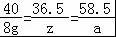 40/8g = 36.5/z = 58.5/a